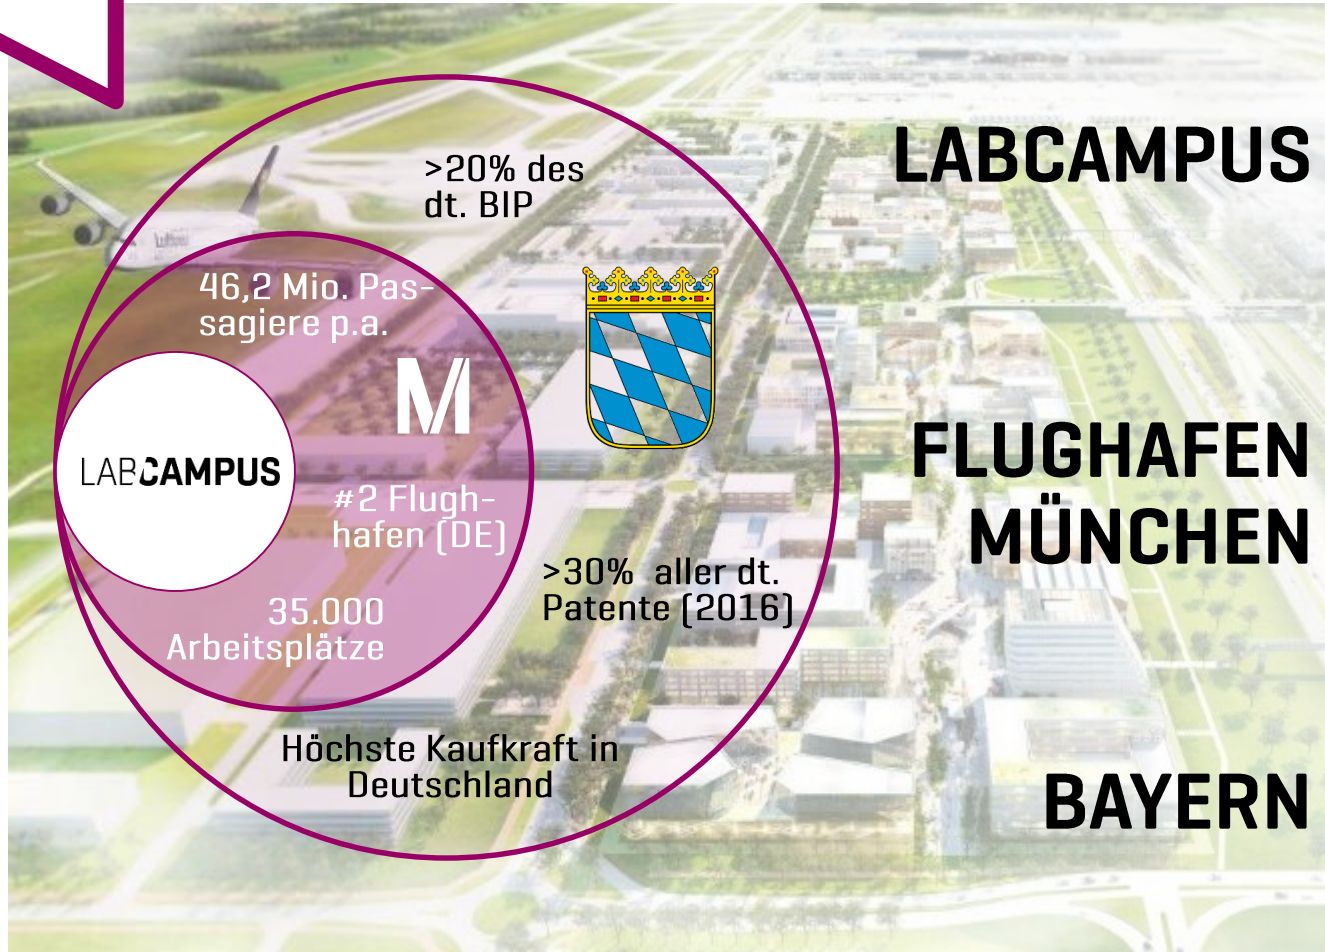 >20% des
dt. BIP
LABCAMPUS
46,2 Mio. Pas-
sagiere p.a.
M
LABCAMPUS
#2 Flugh-
hafen (DE)
FLUGHAFEN
MÜNCHEN
>30% aller dt.
Patente (2016)
35.000
Arbeitsplätze
Höchste Kaufkraft in
Deutschland
BAYERN